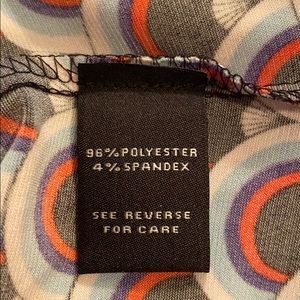 96% POLYESTER
4% SPANDEX
SEE REVERSE
FOR CARE